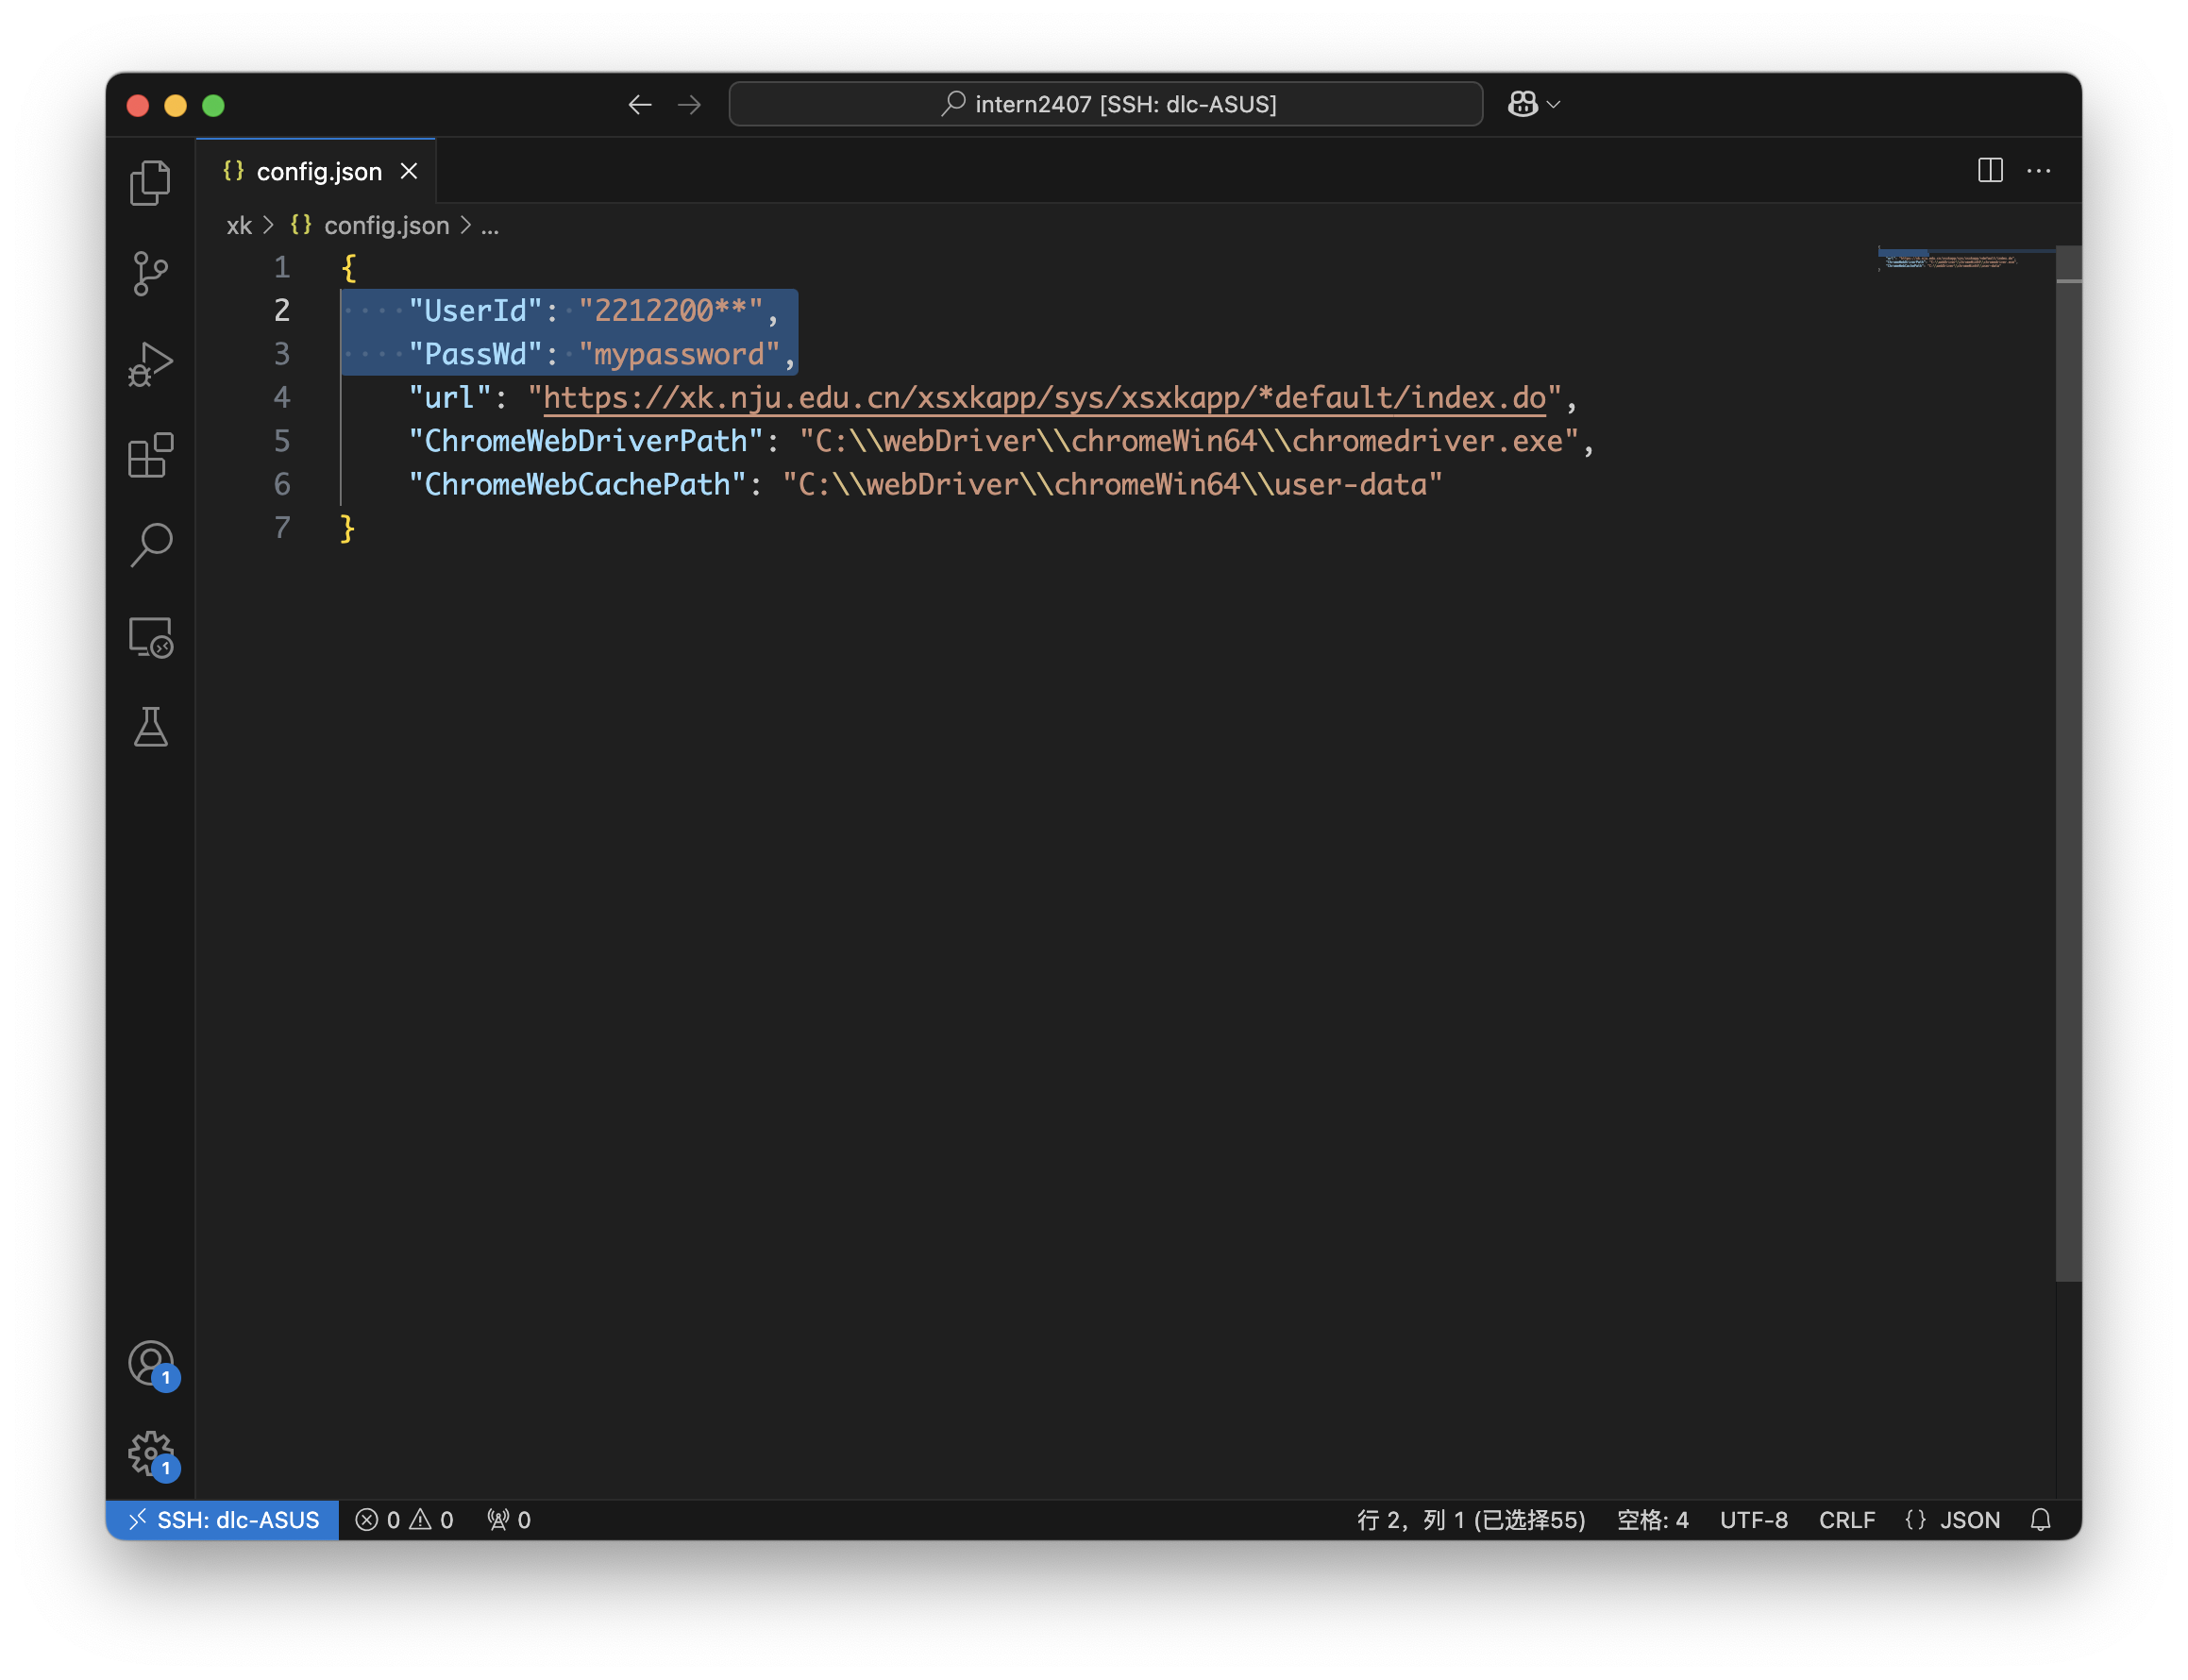 intern2407 [SSH: dlc-ASUS]
{} config.json
xk > {} config.json > ...
1 {
2     "UserId": "2212200**",
3     "PassWd": "mypassword",
4     "url": "https://xk.nju.edu.cn/xsxkapp/sys/xsxkapp/*default/index.do",
5     "ChromeWebDriverPath": "C:\\webDriver\\chromeWin64\\chromedriver.exe",
6     "ChromeWebCachePath": "C:\\webDriver\\chromeWin64\\user-data"
7 }
1
1
SSH: dlc-ASUS 0 0 0 行 2，列 1 (已选择55) 空格: 4 UTF-8 CRLF {} JSON